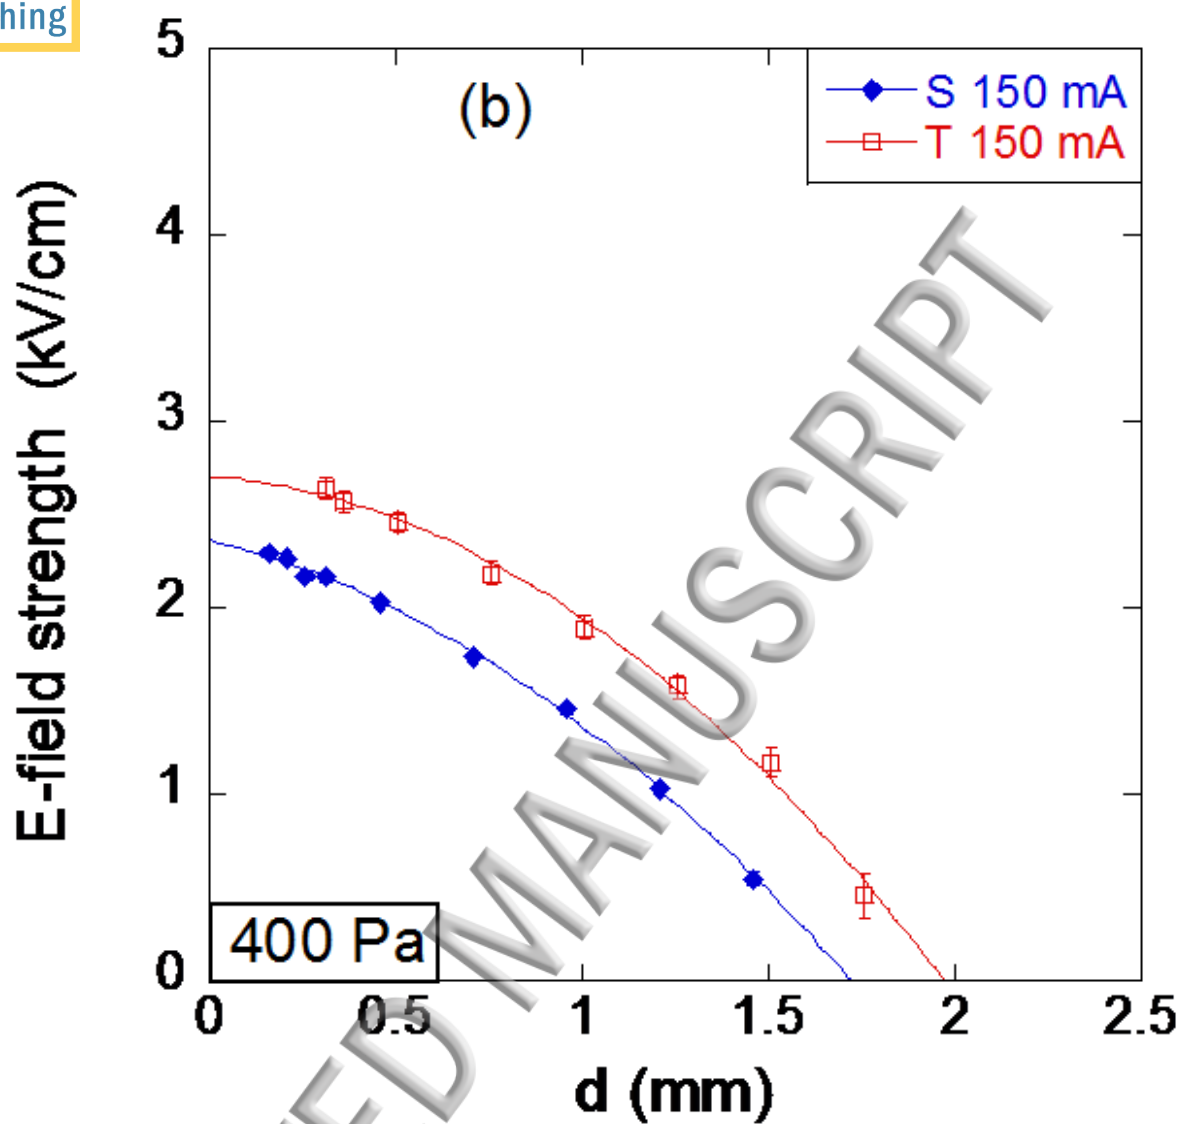 hing
(b)
S 150 mA
T 150 mA
E-field strength (kV/cm)
5
4
3
2
1
0
400 Pa
0 0.5 1 1.5 2 2.5
d (mm)
ED MANUSCRIPT